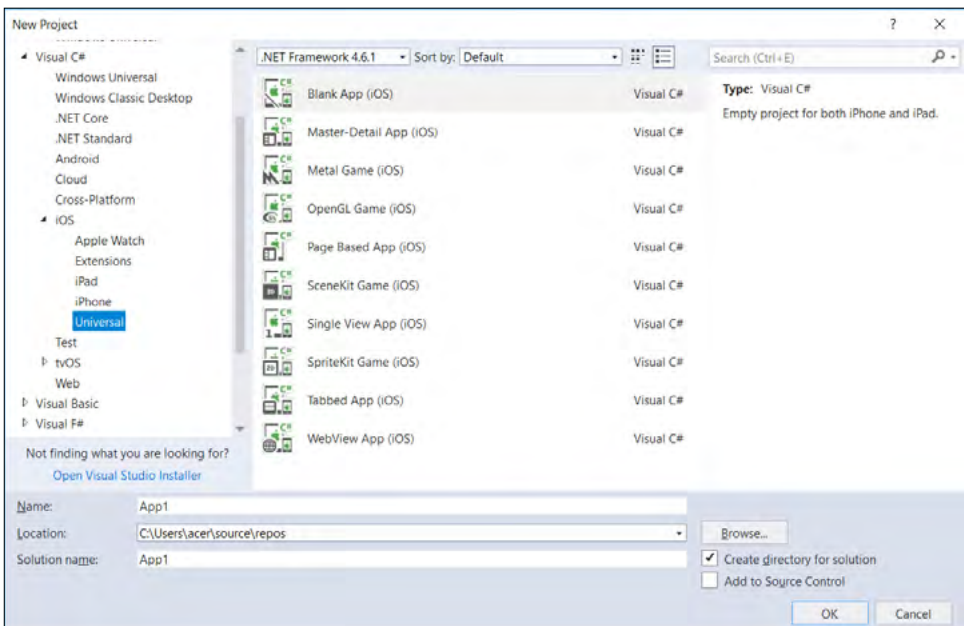 New Project
?
Visual C#
Windows Universal
Windows Classic Desktop
.NET Core
.NET Standard
Android
Cloud
Cross-Platform
iOS
Apple Watch
Extensions
iPad
iPhone
Universal
Test
tvOS
Web
Visual Basic
Visual F#
Not finding what you are looking for?
Open Visual Studio Installer
.NET Framework 4.6.1 Sort by: Default
Blank App (iOS) Visual C#
Master-Detail App (iOS) Visual C#
Metal Game (iOS) Visual C#
OpenGL Game (iOS) Visual C#
Page Based App (iOS) Visual C#
SceneKit Game (iOS) Visual C#
Single View App (iOS) Visual C#
SpriteKit Game (iOS) Visual C#
Tabbed App (iOS) Visual C#
WebView App (iOS) Visual C#
Search (Ctrl+E)
Type: Visual C#
Empty project for both iPhone and iPad.
Name: App1
Location: C:\Users\acer\source\repos
Solution name: App1
Browse...
Create directory for solution
Add to Source Control
OK Cancel